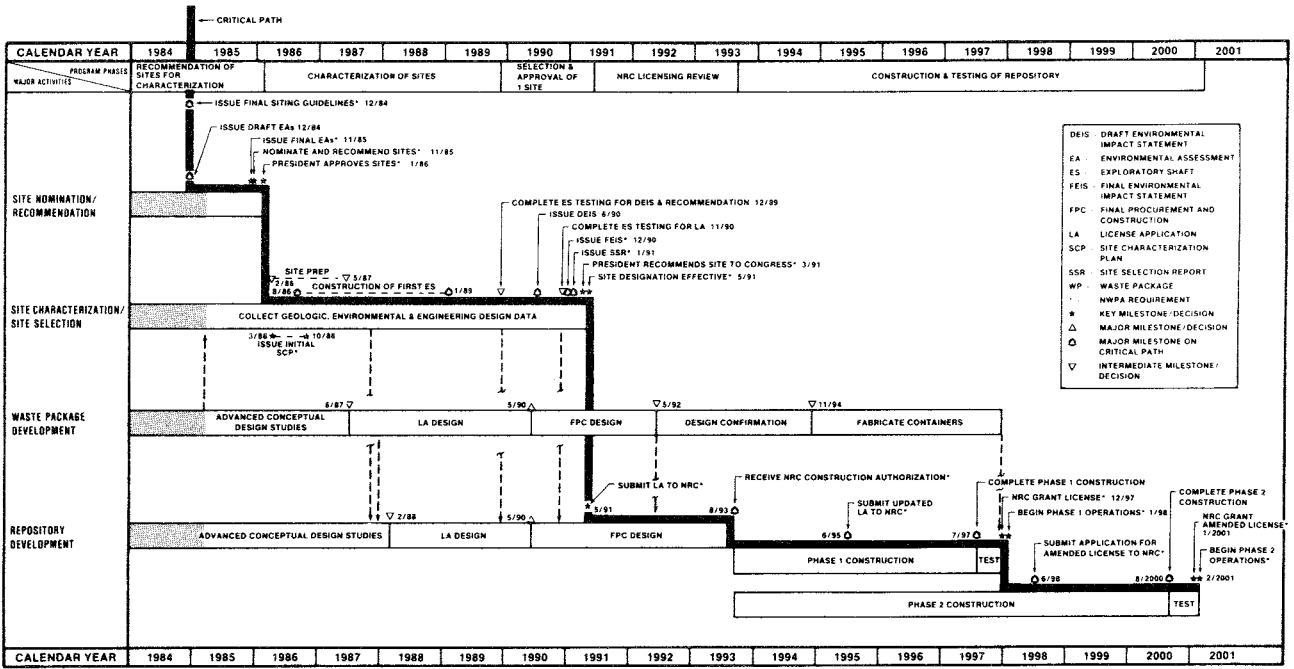 CRITICAL PATH
CALENDAR YEAR 1984 1985 1986 1987 1988 1989 1990 1991 1992 1993 1994 1995 1996 1997 1998 1999 2000 2001
PROGRAM PHASES
MAJOR ACTIVITIES
RECOMMENDATION OF
SITES FOR
CHARACTERIZATION
CHARACTERIZATION OF SITES
SELECTION &
APPROVAL OF
1 SITE
NRC LICENSING REVIEW
CONSTRUCTION & TESTING OF REPOSITORY
ISSUE FINAL SITING GUIDELINES* 12/84
ISSUE DRAFT EAs 12/84
ISSUE FINAL EAs* 11/85
NOMINATE AND RECOMMEND SITES* 11/85
PRESIDENT APPROVES SITES* 1/86
DEIS - DRAFT ENVIRONMENTAL
IMPACT STATEMENT
EA - ENVIRONMENTAL ASSESSMENT
ES - EXPLORATORY SHAFT
FEIS - FINAL ENVIRONMENTAL
IMPACT STATEMENT
FPC - FINAL PROCUREMENT AND
CONSTRUCTION
LA - LICENSE APPLICATION
SCP - SITE CHARACTERIZATION
PLAN
SSR - SITE SELECTION REPORT
WP - WASTE PACKAGE
* - NWPA REQUIREMENT
★ KEY MILESTONE/DECISION
△ MAJOR MILESTONE/DECISION
MAJOR MILESTONE ON
CRITICAL PATH
▽ INTERMEDIATE MILESTONE/
DECISION
SITE NOMINATION/
RECOMMENDATION
COMPLETE ES TESTING FOR DEIS & RECOMMENDATION 12/89
ISSUE DEIS 6/90
COMPLETE ES TESTING FOR LA 11/90
ISSUE FEIS* 12/90
ISSUE SSR* 1/91
PRESIDENT RECOMMENDS SITE TO CONGRESS* 3/91
SITE DESIGNATION EFFECTIVE* 5/91
SITE PREP
2/86
5/87
8/86
CONSTRUCTION OF FIRST ES
1/89
SITE CHARACTERIZATION/
SITE SELECTION
COLLECT GEOLOGIC, ENVIRONMENTAL & ENGINEERING DESIGN DATA
3/86 ★ - - ★ 10/86
ISSUE INITIAL
SCP*
WASTE PACKAGE
DEVELOPMENT
6/87
5/90
5/92
11/94
ADVANCED CONCEPTUAL
DESIGN STUDIES
LA DESIGN
FPC DESIGN
DESIGN CONFIRMATION
FABRICATE CONTAINERS
SUBMIT LA TO NRC*
5/91
RECEIVE NRC CONSTRUCTION AUTHORIZATION*
8/93
SUBMIT UPDATED
LA TO NRC*
6/95
COMPLETE PHASE 1 CONSTRUCTION
7/97
NRC GRANT LICENSE* 12/97
BEGIN PHASE 1 OPERATIONS* 1/98
COMPLETE PHASE 2
CONSTRUCTION
NRC GRANT
AMENDED LICENSE*
1/2001
REPOSITORY
DEVELOPMENT
2/88
5/90
ADVANCED CONCEPTUAL DESIGN STUDIES
LA DESIGN
FPC DESIGN
PHASE 1 CONSTRUCTION
TEST
SUBMIT APPLICATION FOR
AMENDED LICENSE TO NRC*
6/98
8/2000
BEGIN PHASE 2
OPERATIONS*
2/2001
PHASE 2 CONSTRUCTION
TEST
CALENDAR YEAR 1984 1985 1986 1987 1988 1989 1990 1991 1992 1993 1994 1995 1996 1997 1998 1999 2000 2001